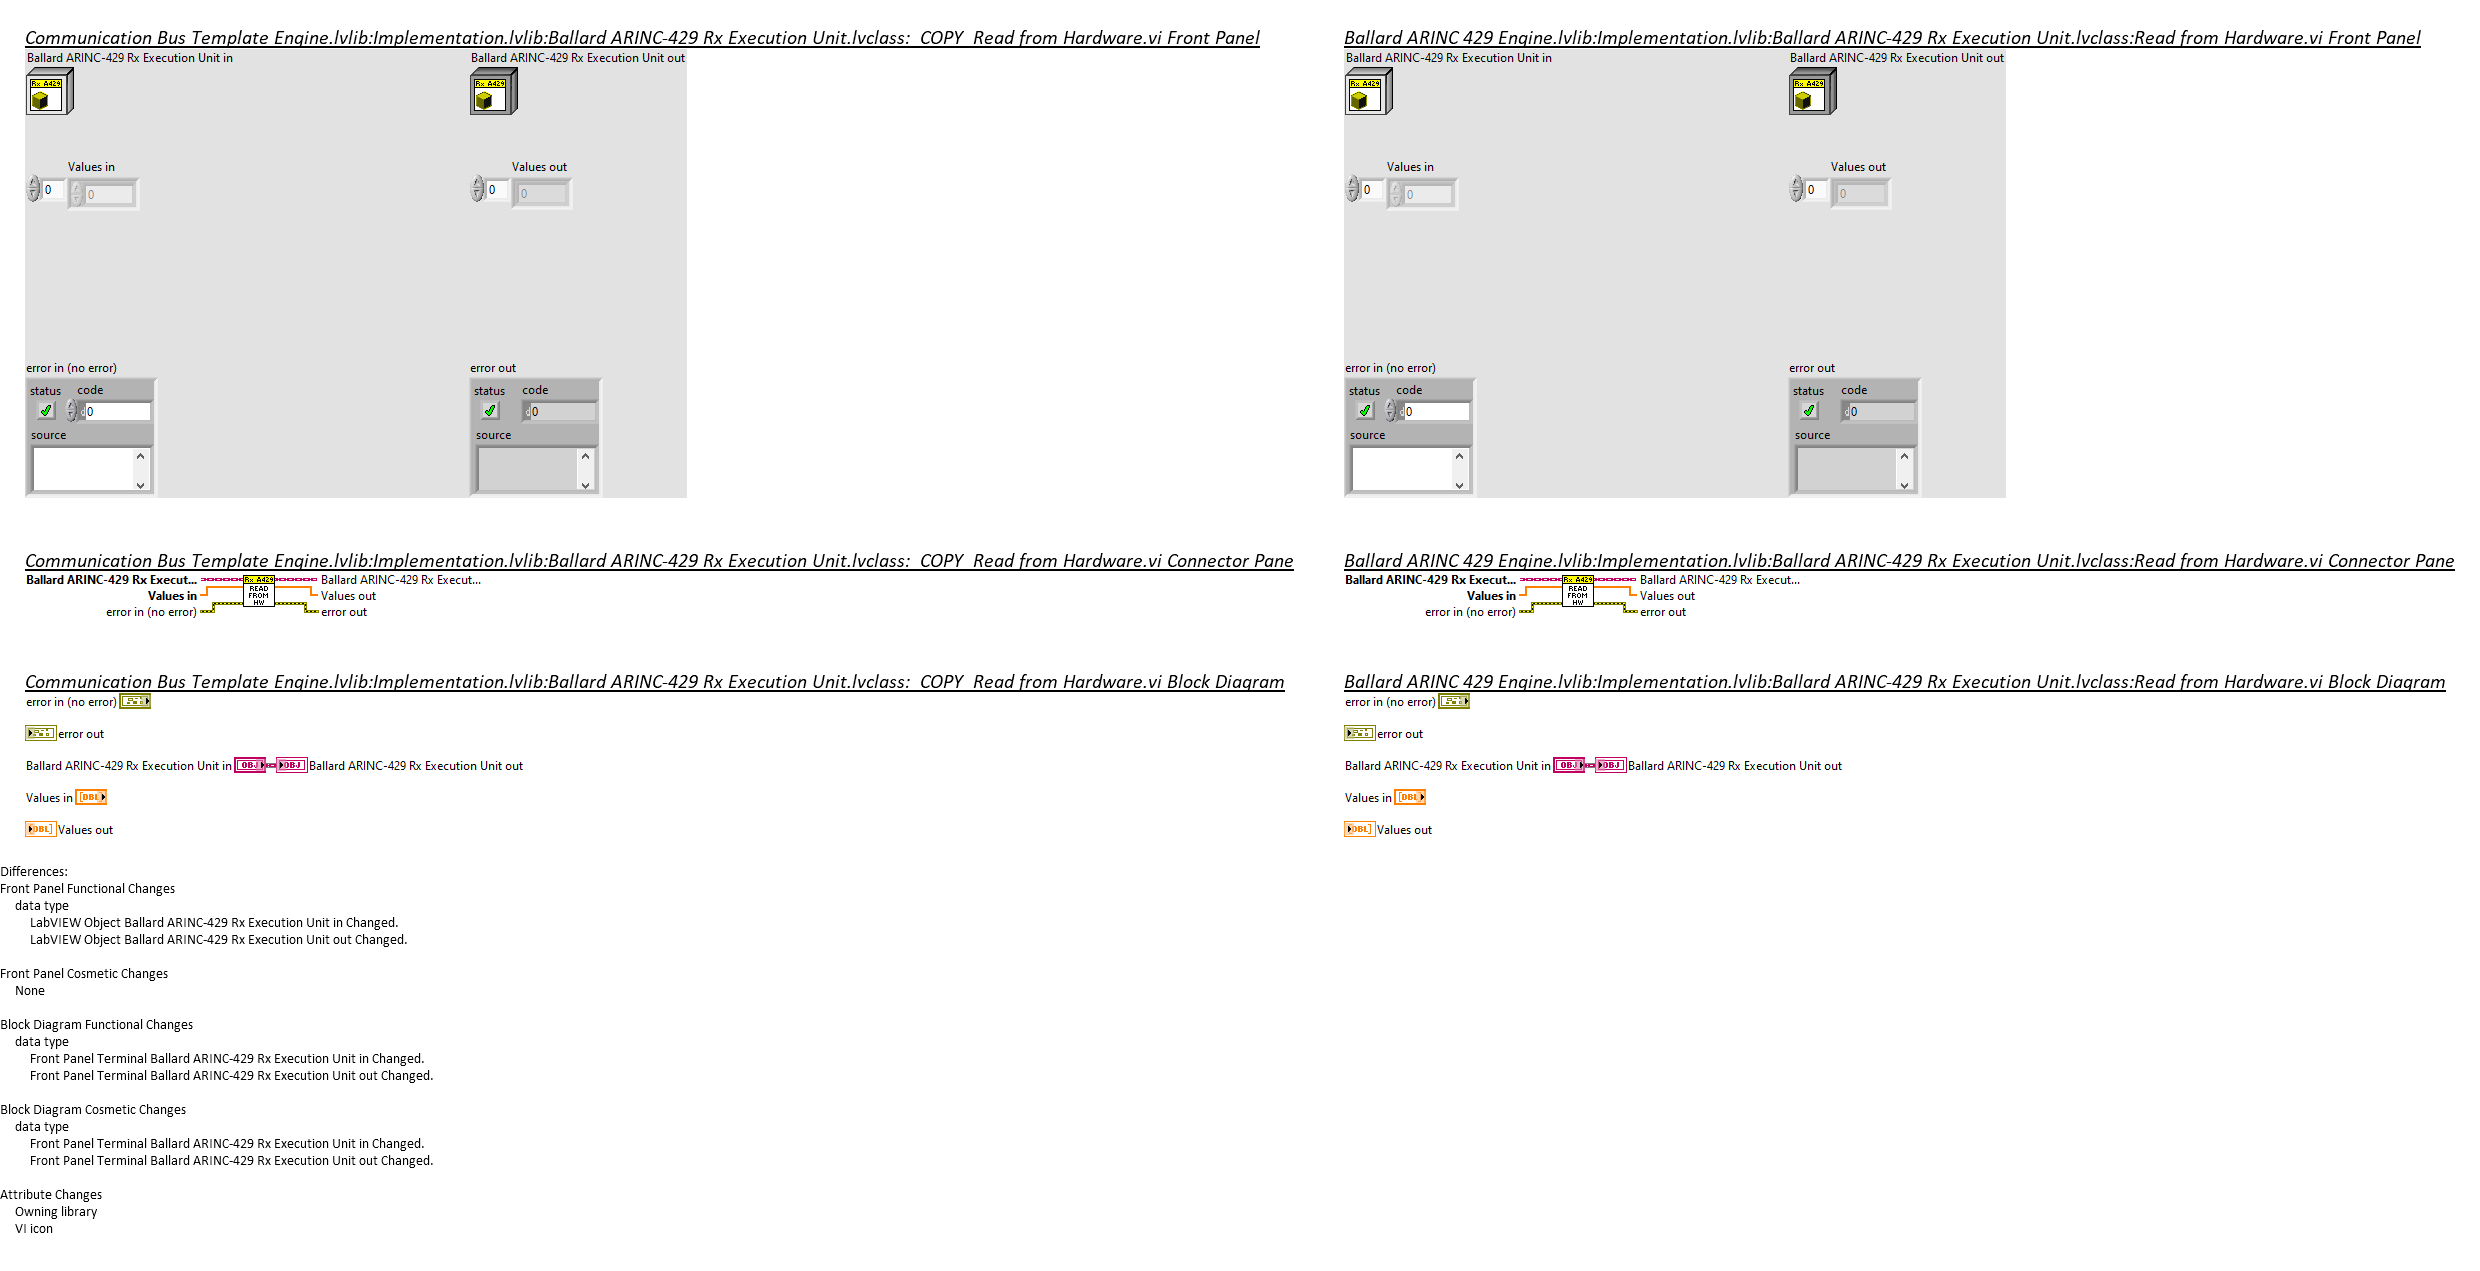 Communication Bus Template Engine.lvlib:Implementation.lvlib:Ballard ARINC-429 Rx Execution Unit.lvclass:  COPY  Read from Hardware.vi Front Panel
Ballard ARINC-429 Rx Execution Unit in
Ballard ARINC-429 Rx Execution Unit out
Rx A429
Rx A429
Values in
Values out
0
0
0
0
error in (no error)
error out
status code
status code
d0
d0
source
source
Ballard ARINC 429 Engine.lvlib:Implementation.lvlib:Ballard ARINC-429 Rx Execution Unit.lvclass:Read from Hardware.vi Front Panel
Ballard ARINC-429 Rx Execution Unit in
Ballard ARINC-429 Rx Execution Unit out
Rx A429
Rx A429
Values in
Values out
0
0
0
0
error in (no error)
error out
status code
status code
d0
d0
source
source
Communication Bus Template Engine.lvlib:Implementation.lvlib:Ballard ARINC-429 Rx Execution Unit.lvclass:  COPY  Read from Hardware.vi Connector Pane
Ballard ARINC-429 Rx Execut...
Values in
error in (no error)
Rx A429
READ
FROM
HW
Ballard ARINC-429 Rx Execut...
Values out
error out
Ballard ARINC 429 Engine.lvlib:Implementation.lvlib:Ballard ARINC-429 Rx Execution Unit.lvclass:Read from Hardware.vi Connector Pane
Ballard ARINC-429 Rx Execut...
Values in
error in (no error)
Rx A429
READ
FROM
HW
Ballard ARINC-429 Rx Execut...
Values out
error out
Communication Bus Template Engine.lvlib:Implementation.lvlib:Ballard ARINC-429 Rx Execution Unit.lvclass:  COPY  Read from Hardware.vi Block Diagram
error in (no error)
error out
Ballard ARINC-429 Rx Execution Unit in OBJ OBJ Ballard ARINC-429 Rx Execution Unit out
Values in [DBL]
[DBL] Values out
Ballard ARINC 429 Engine.lvlib:Implementation.lvlib:Ballard ARINC-429 Rx Execution Unit.lvclass:Read from Hardware.vi Block Diagram
error in (no error)
error out
Ballard ARINC-429 Rx Execution Unit in OBJ OBJ Ballard ARINC-429 Rx Execution Unit out
Values in [DBL]
[DBL] Values out
Differences:
Front Panel Functional Changes
data type
LabVIEW Object Ballard ARINC-429 Rx Execution Unit in Changed.
LabVIEW Object Ballard ARINC-429 Rx Execution Unit out Changed.
Front Panel Cosmetic Changes
None
Block Diagram Functional Changes
data type
Front Panel Terminal Ballard ARINC-429 Rx Execution Unit in Changed.
Front Panel Terminal Ballard ARINC-429 Rx Execution Unit out Changed.
Block Diagram Cosmetic Changes
data type
Front Panel Terminal Ballard ARINC-429 Rx Execution Unit in Changed.
Front Panel Terminal Ballard ARINC-429 Rx Execution Unit out Changed.
Attribute Changes
Owning library
VI icon